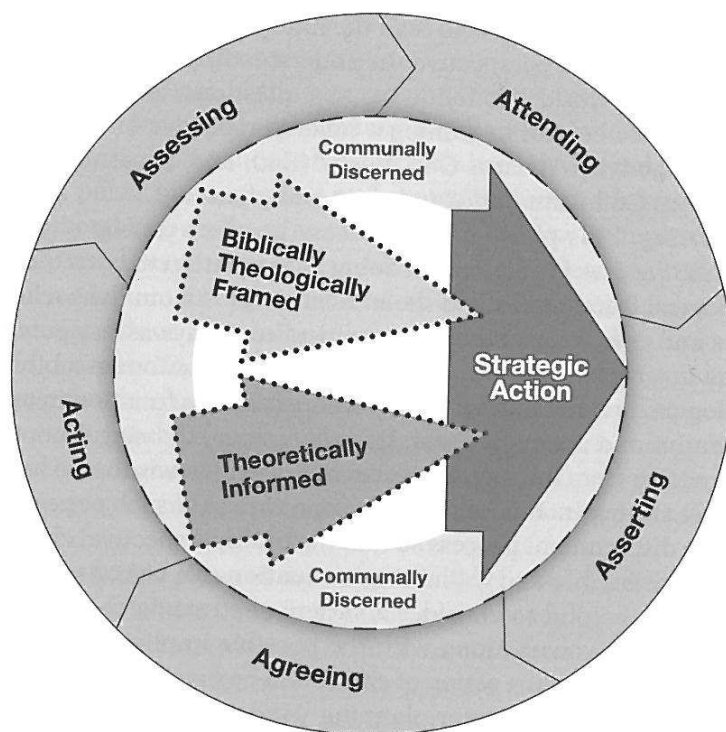 Assessing
Attending
Communally
Discerned
Biblically
Theologically
Framed
Strategic
Action
Acting
Theoretically
Informed
Asserting
Communally
Discerned
Agreeing